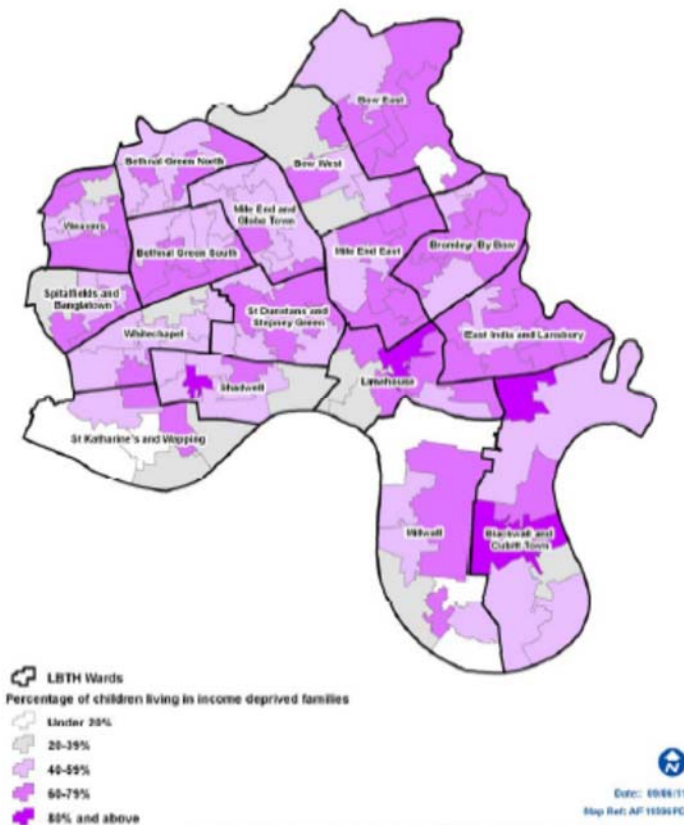 Bow East
Bethnal Green North
Bow West
Mile End and
Globe Town
Weavers
Bethnal Green South
Mile End East
Bromley-By-Bow
Spitalfields and
Banglatown
St Dunstans and
Stepney Green
Whitechapel
East India and Lansbury
Shadwell
Limehouse
St Katharine's and Wapping
Millwall
Blackwall and
Cubitt Town
LBTH Wards
Percentage of children living in income deprived families
Under 20%
20-39%
40-59%
60-79%
80% and above
N
Date:
Map Ref: